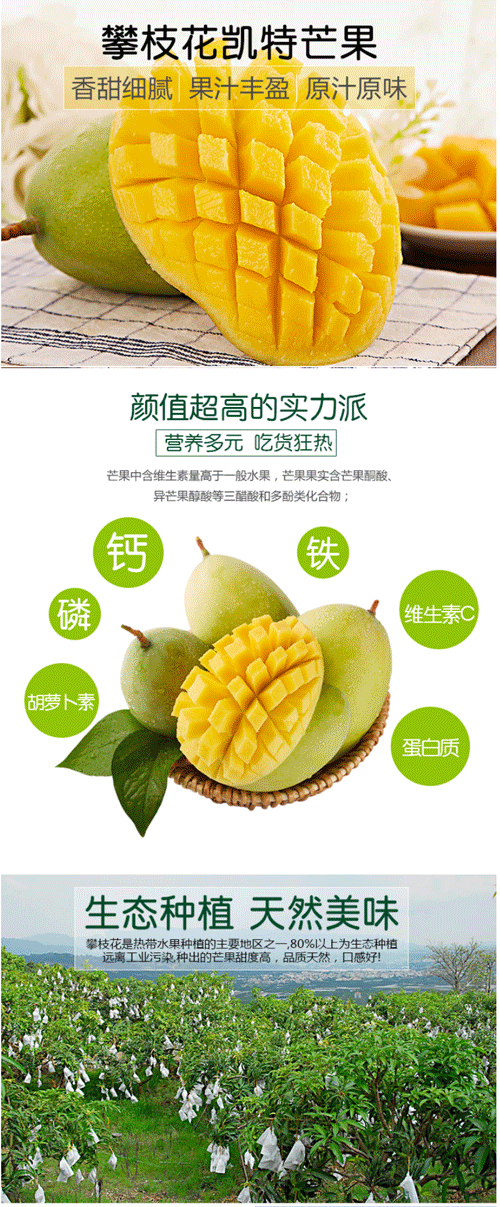 攀枝花凯特芒果
香甜细腻 果汁丰盈 原汁原味
颜值超高的实力派
营养多元 吃货狂热
芒果中含维生素量高于一般水果，芒果果实含芒果酮酸、
异芒果醇酸等三醋酸和多酚类化合物；
钙
铁
磷
维生素C
胡萝卜素
蛋白质
生态种植 天然美味
攀枝花是热带水果种植的主要地区之一,80%以上为生态种植
远离工业污染,种出的芒果甜度高，品质天然，口感好!